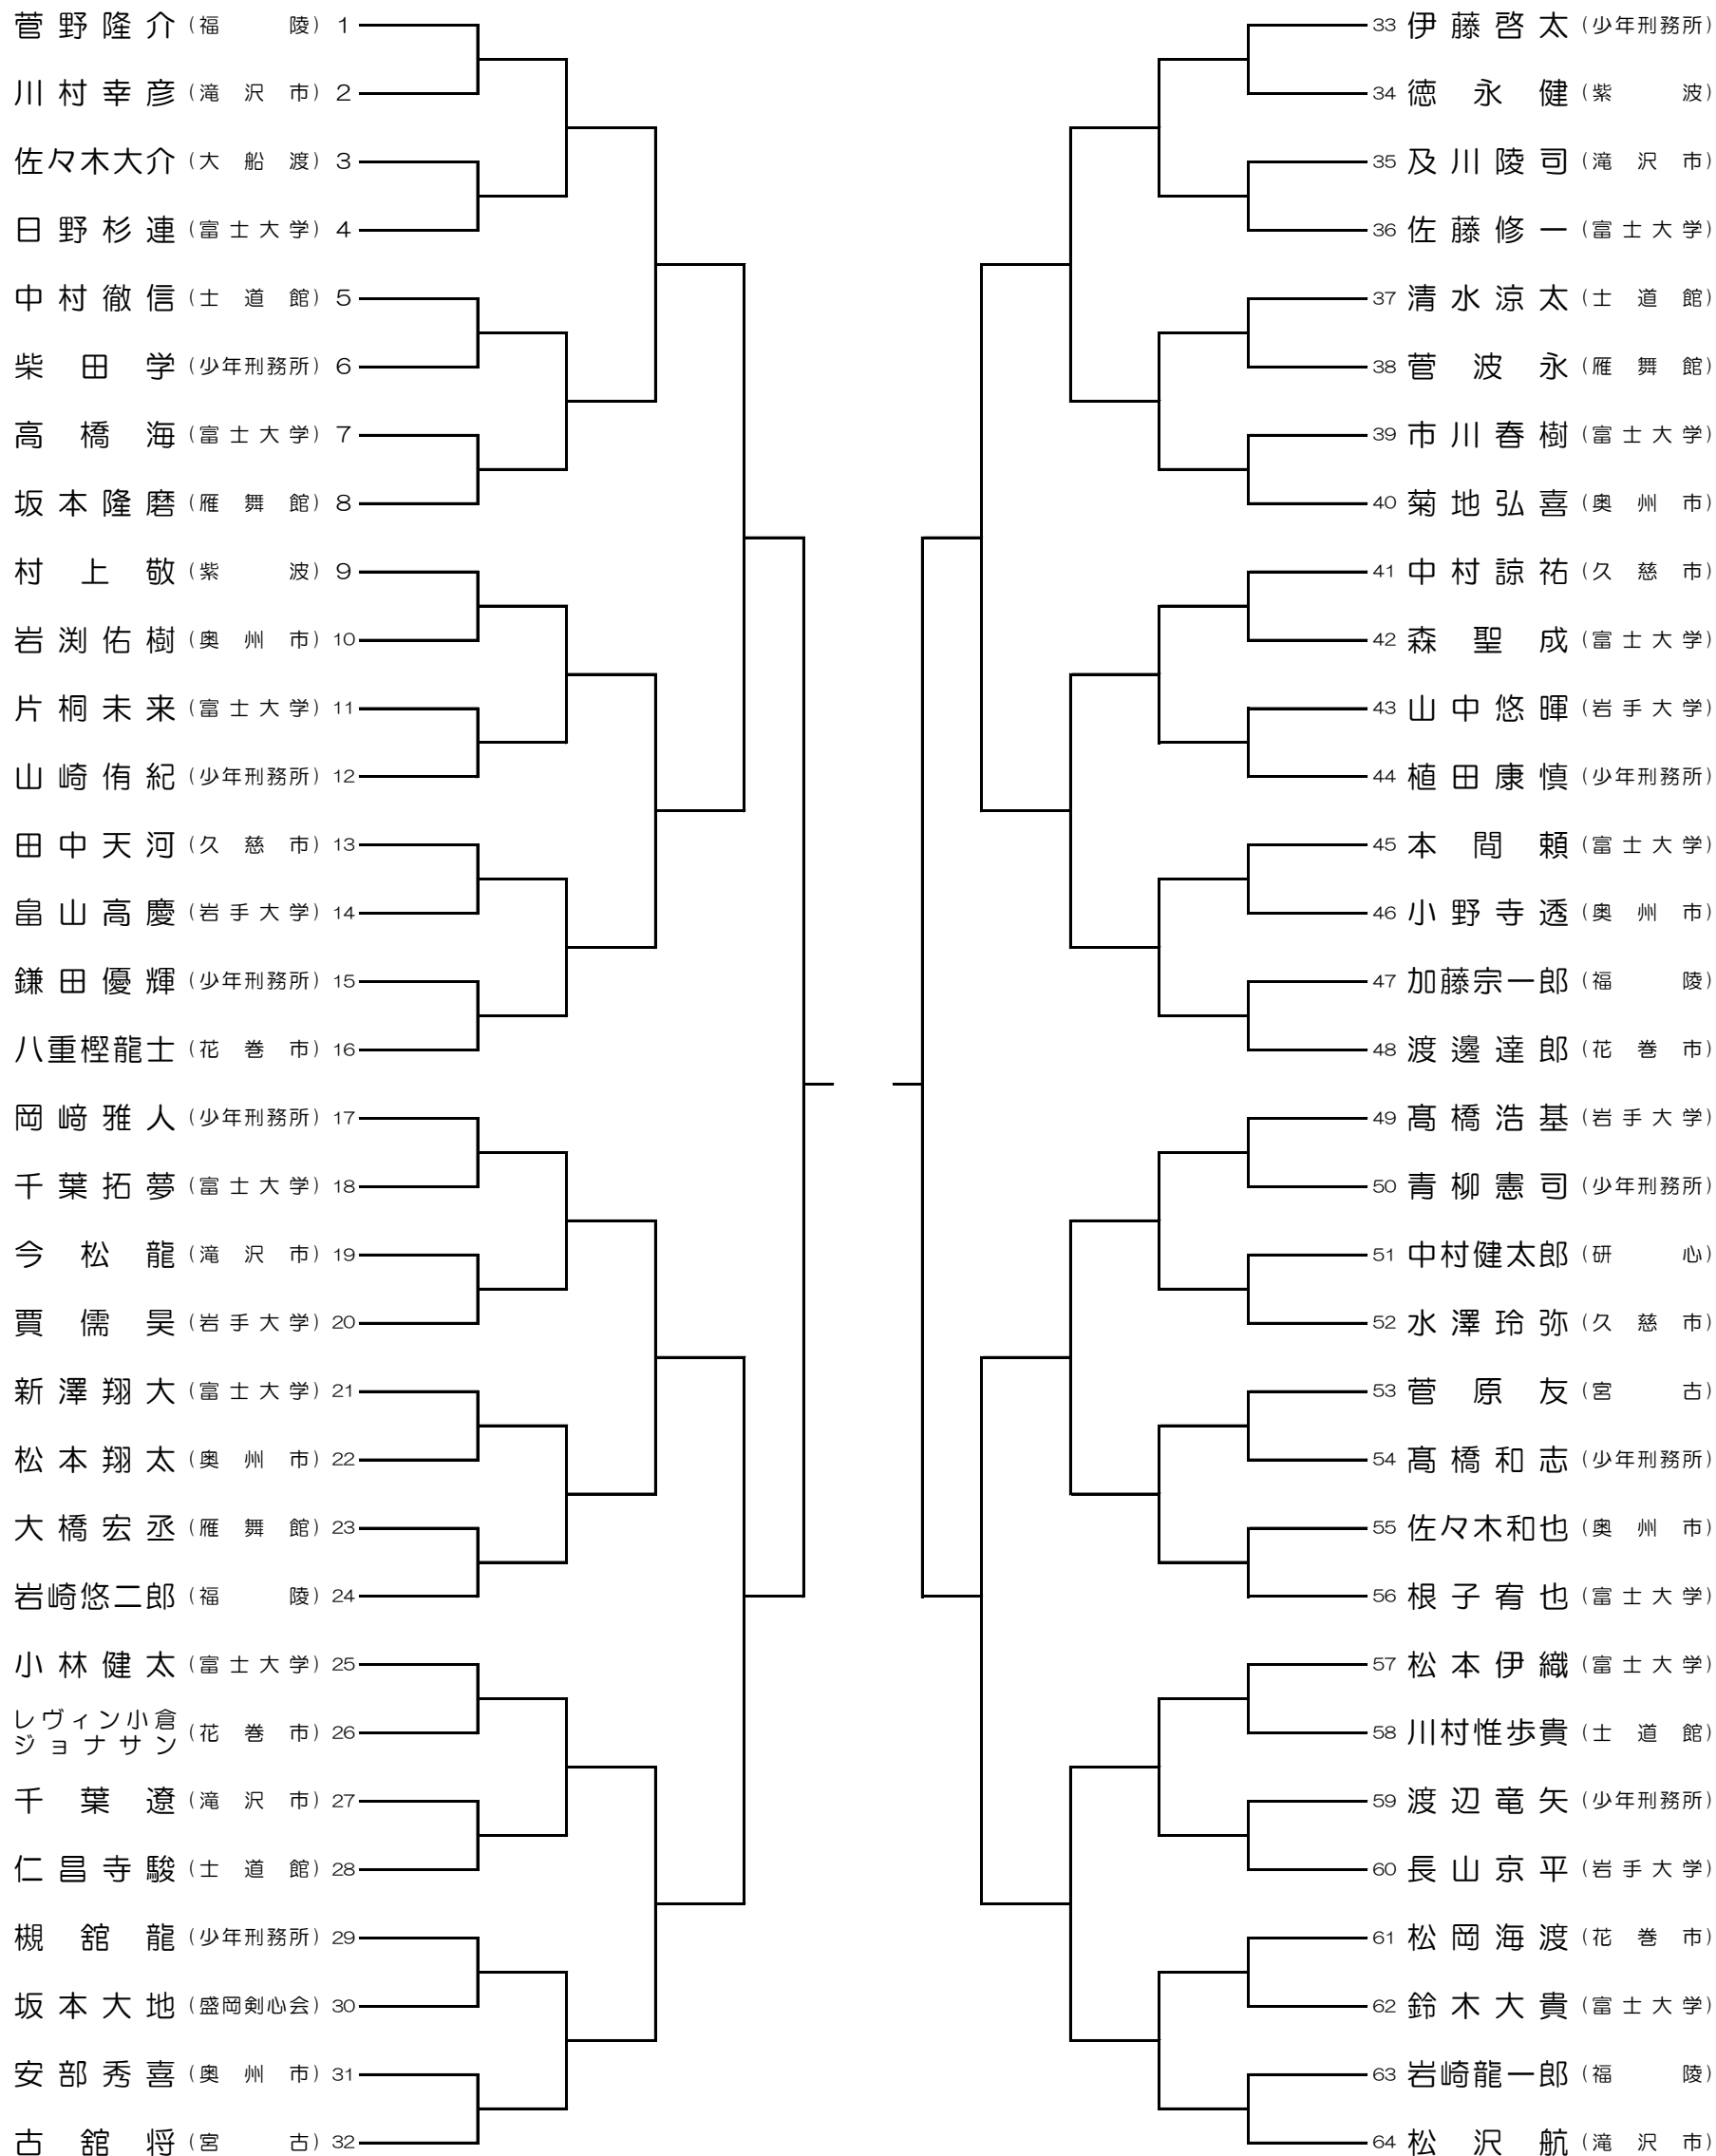 菅野隆介 (福陵) 1
川村幸彦 (滝沢市) 2
佐々木大介 (大船渡) 3
日野杉連 (富士大学) 4
中村徹信 (士道館) 5
柴田学 (少年刑務所) 6
高橋海 (富士大学) 7
坂本隆磨 (雁舞館) 8
村上敬 (紫波) 9
岩渕佑樹 (奥州市) 10
片桐未来 (富士大学) 11
山崎侑紀 (少年刑務所) 12
田中天河 (久慈市) 13
畠山高慶 (岩手大学) 14
鎌田優輝 (少年刑務所) 15
八重樫龍士 (花巻市) 16
岡﨑雅人 (少年刑務所) 17
千葉拓夢 (富士大学) 18
今松龍 (滝沢市) 19
賈儒昊 (岩手大学) 20
新澤翔大 (富士大学) 21
松本翔太 (奥州市) 22
大橋宏丞 (雁舞館) 23
岩崎悠二郎 (福陵) 24
小林健太 (富士大学) 25
レヴィン小倉
ジョナサン (花巻市) 26
千葉遼 (滝沢市) 27
仁昌寺駿 (士道館) 28
槻舘龍 (少年刑務所) 29
坂本大地 (盛岡剣心会) 30
安部秀喜 (奥州市) 31
古舘将 (宮古) 32
33 伊藤啓太 (少年刑務所)
34 徳永健 (紫波)
35 及川陵司 (滝沢市)
36 佐藤修一 (富士大学)
37 清水涼太 (士道館)
38 菅波永 (雁舞館)
39 市川春樹 (富士大学)
40 菊地弘喜 (奥州市)
41 中村諒祐 (久慈市)
42 森聖成 (富士大学)
43 山中悠暉 (岩手大学)
44 植田康慎 (少年刑務所)
45 本間頼 (富士大学)
46 小野寺透 (奥州市)
47 加藤宗一郎 (福陵)
48 渡邊達郎 (花巻市)
49 髙橋浩基 (岩手大学)
50 青柳憲司 (少年刑務所)
51 中村健太郎 (研心)
52 水澤玲弥 (久慈市)
53 菅原友 (宮古)
54 髙橋和志 (少年刑務所)
55 佐々木和也 (奥州市)
56 根子宥也 (富士大学)
57 松本伊織 (富士大学)
58 川村惟歩貴 (士道館)
59 渡辺竜矢 (少年刑務所)
60 長山京平 (岩手大学)
61 松岡海渡 (花巻市)
62 鈴木大貴 (富士大学)
63 岩崎龍一郎 (福陵)
64 松沢航 (滝沢市)